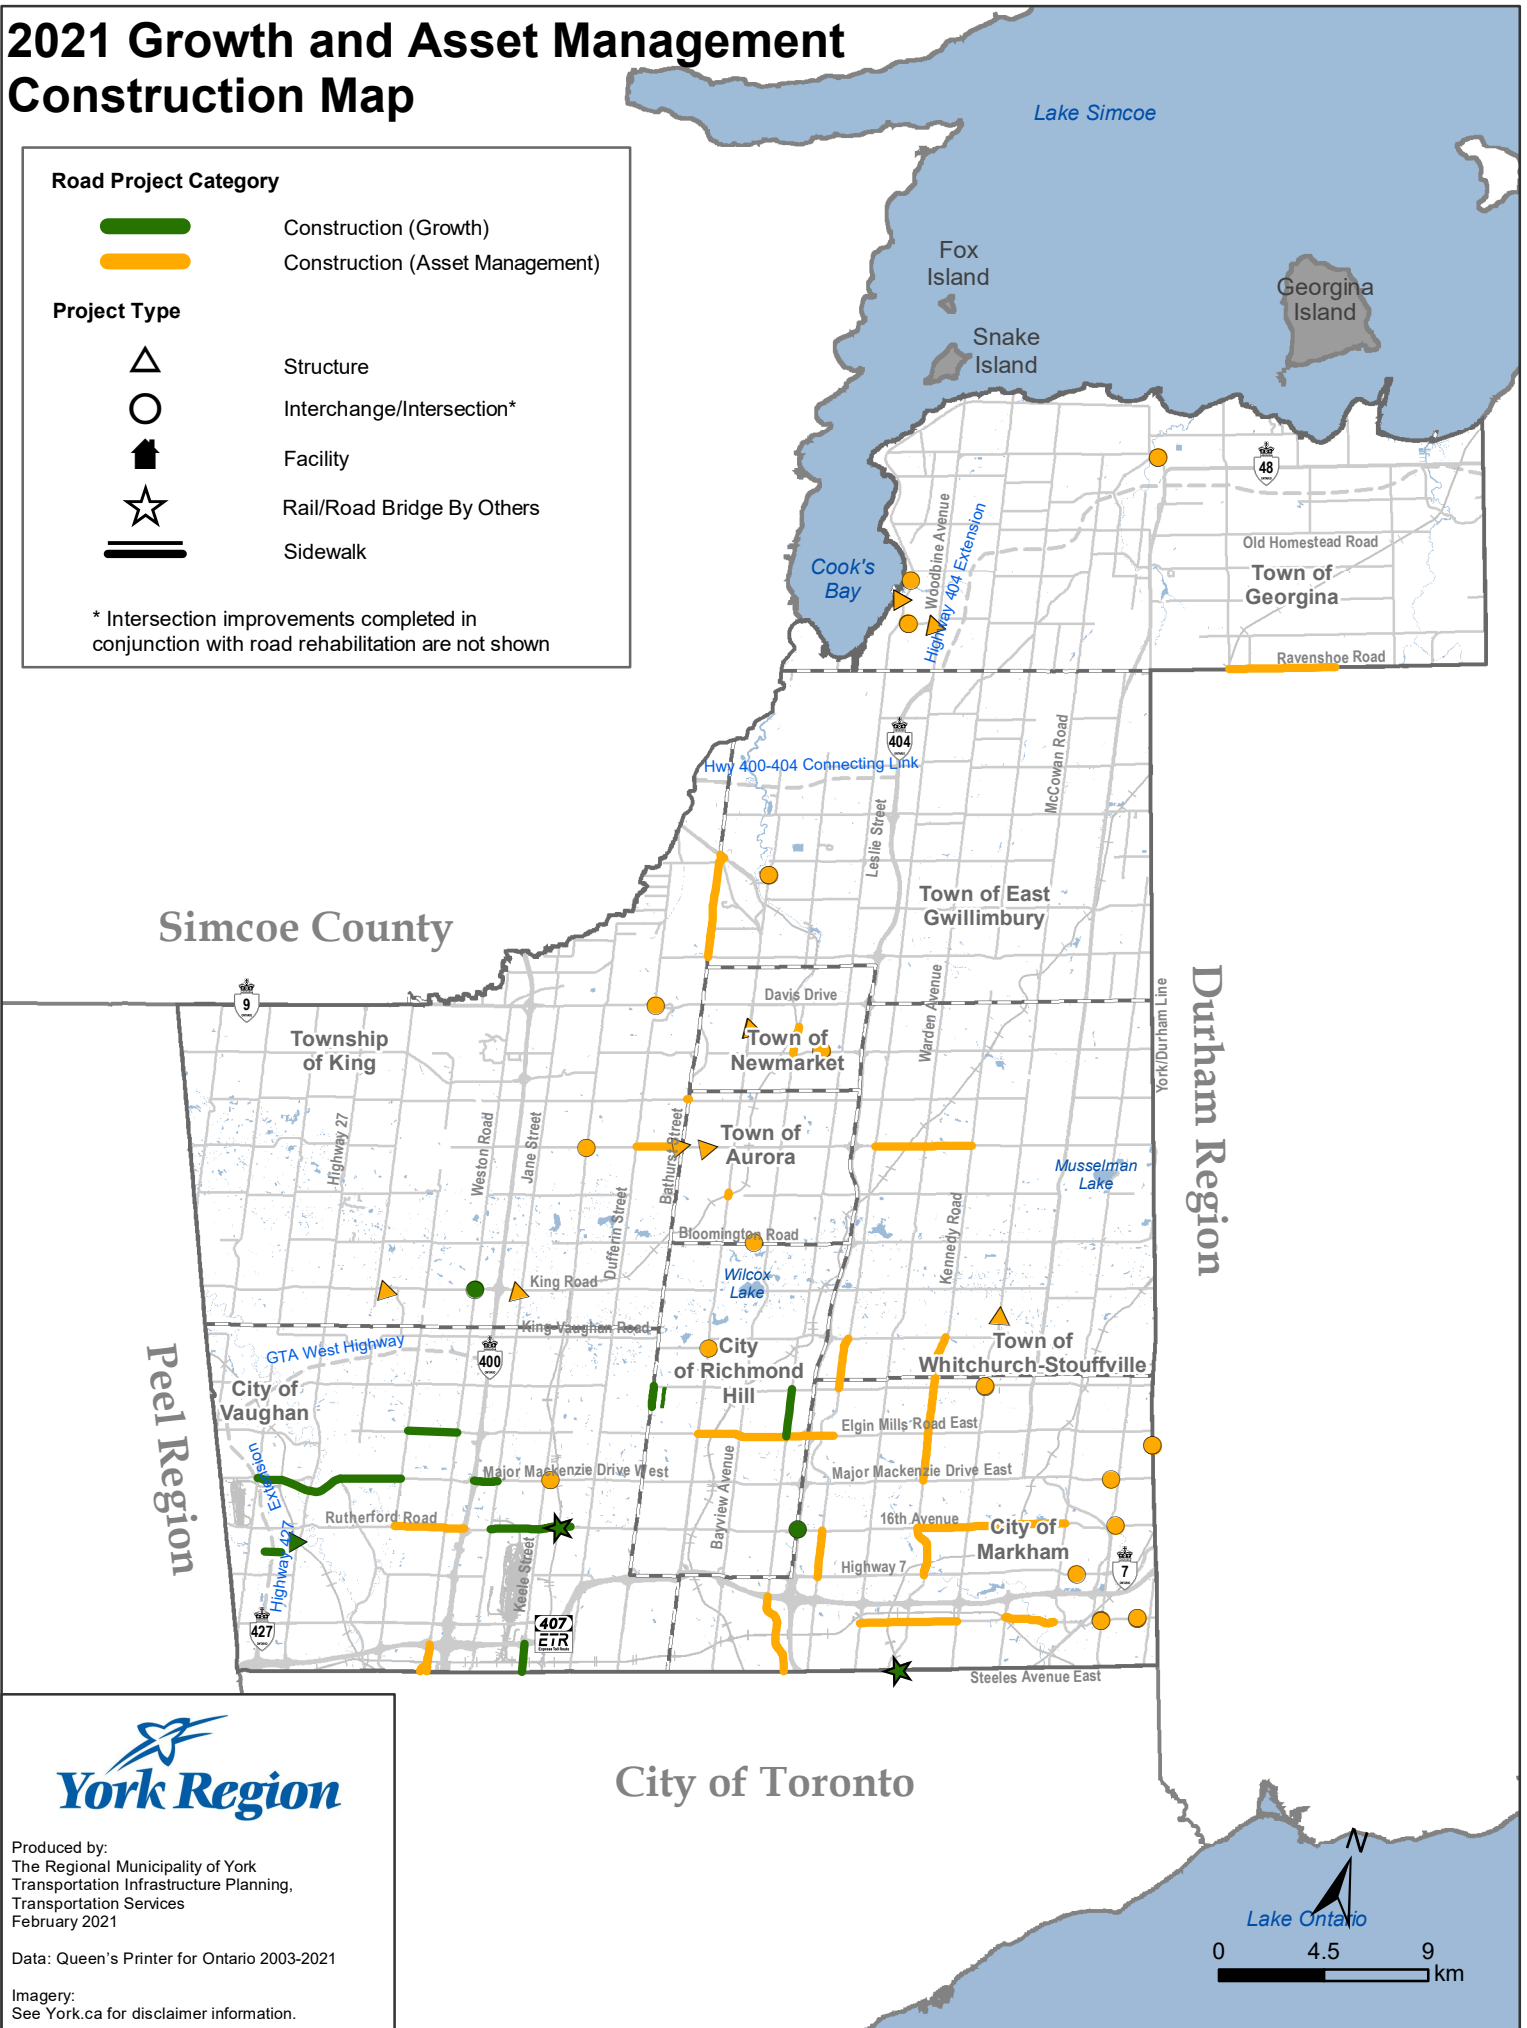 2021 Growth and Asset Management
Construction Map
Road Project Category
Construction (Growth)
Construction (Asset Management)
Project Type
Structure
Interchange/Intersection*
Facility
Rail/Road Bridge By Others
Sidewalk
* Intersection improvements completed in
conjunction with road rehabilitation are not shown
Lake Simcoe
Fox
Island
Georgina
Island
Snake
Island
48
Woodbine Avenue
Highway 404 Extension
Old Homestead Road
Cook's
Bay
Town of
Georgina
Ravenshoe Road
404
McCowan Road
Hwy 400-404 Connecting Link
Leslie Street
Town of East
Gwillimbury
Simcoe County
Durham Region
York/Durham Line
9
Davis Drive
Warden Avenue
Township
of King
Town of
Newmarket
Highway 27
Weston Road
Jane Street
Bathurst Street
Town of
Aurora
Musselman
Lake
Dufferin Street
Kennedy Road
Bloomington Road
King Road
Wilcox
Lake
King-Vaughan Road
GTA West Highway
400
City
of Richmond
Hill
Town of
Whitchurch-Stouffville
Peel Region
City of
Vaughan
Elgin Mills Road East
Highway 427
Extension
Major Mackenzie Drive West
Bayview Avenue
Major Mackenzie Drive East
Rutherford Road
16th Avenue
City of
Markham
Keele Street
Highway 7
7
427
407
ETR
Express Toll Route
Steeles Avenue East
City of Toronto
York Region
Produced by:
The Regional Municipality of York
Transportation Infrastructure Planning,
Transportation Services
February 2021
Data: Queen's Printer for Ontario 2003-2021
Imagery:
See York.ca for disclaimer information.
N
Lake Ontario
0 4.5 9
km